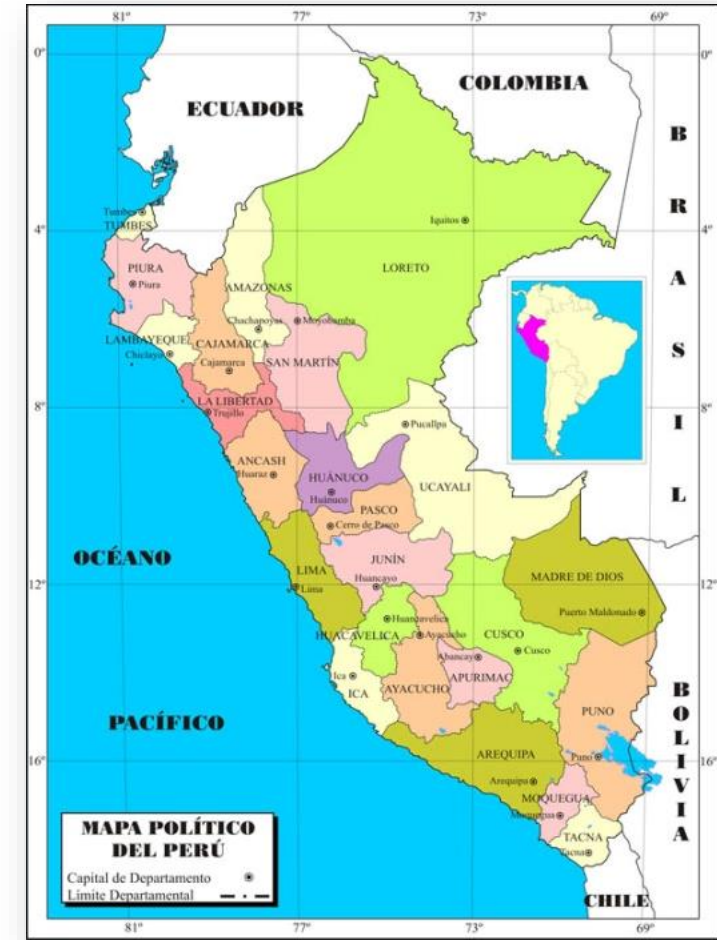 81° 77° 73° 69°
0° 0°
COLOMBIA
ECUADOR
BRASIL
Tumbes
TUMBES
Iquitos
4° 4°
LORETO
PIURA
Piura
AMAZONAS
Chachapoyas
Moyobamba
LAMBAYEQUE
Chiclayo
CAJAMARCA
Cajamarca
SAN MARTÍN
LA LIBERTAD
Trujillo
8° 8°
Pucallpa
ANCASH
Huaraz
HUÁNUCO
Huánuco
UCAYALI
PASCO
Cerro de Pasco
OCÉANO
JUNÍN
Huancayo
LIMA
Lima
MADRE DE DIOS
Puerto Maldonado
12° 12°
Huancavelica
HUACAVELICA
Ayacucho
CUSCO
Cusco
Abancay
APURIMAC
Ica
ICA
AYACUCHO
PUNO
Puno
BOLIVIA
PACÍFICO
AREQUIPA
Arequipa
16° 16°
MOQUEGUA
Moquegua
TACNA
Tacna
CHILE
MAPA POLÍTICO
DEL PERÚ
Capital de Departamento
Límite Departamental
81° 77° 73° 69°